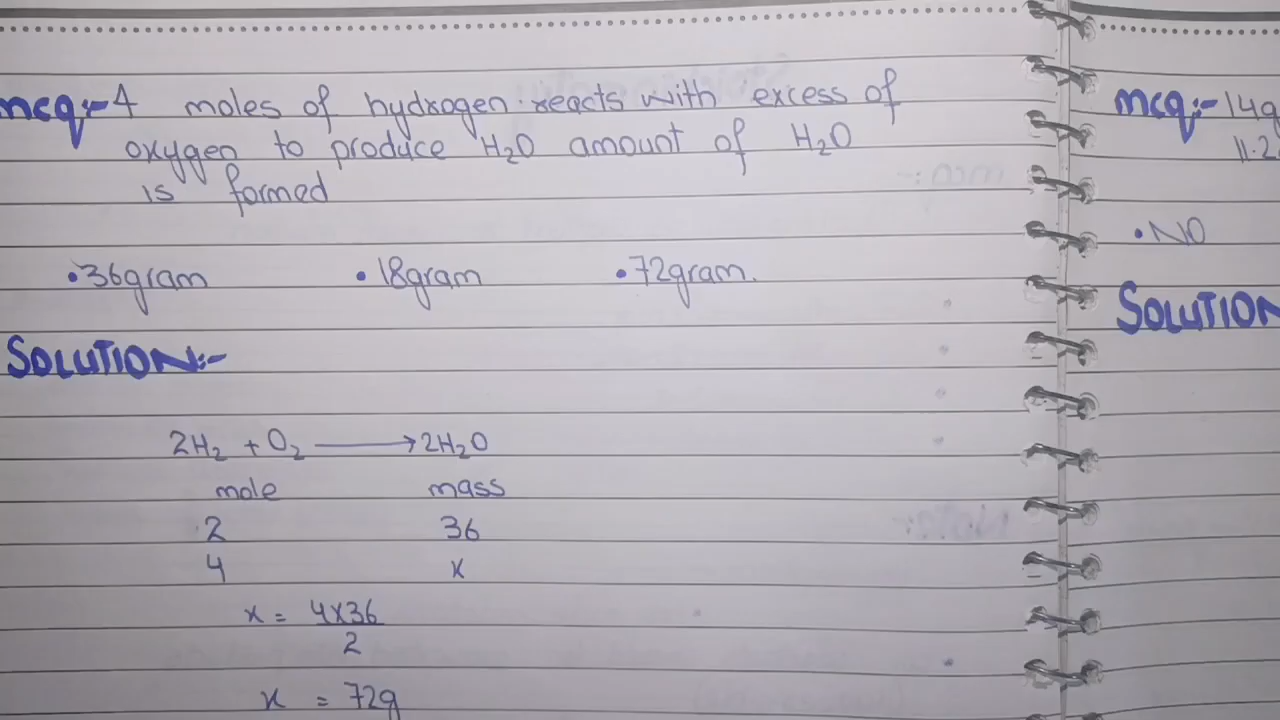 mcq:- 4 moles of hydrogen reacts with excess of
oxygen to produce H₂O amount of H₂O
is formed
•36gram •18gram •72gram.
SOLUTION:-
2H₂ + O₂ ⟶ 2H₂O
mole mass
2 36
4 x
x = 4x36
2
x = 72g
mcq:- 14g
11.2
•NO
SOLUTION